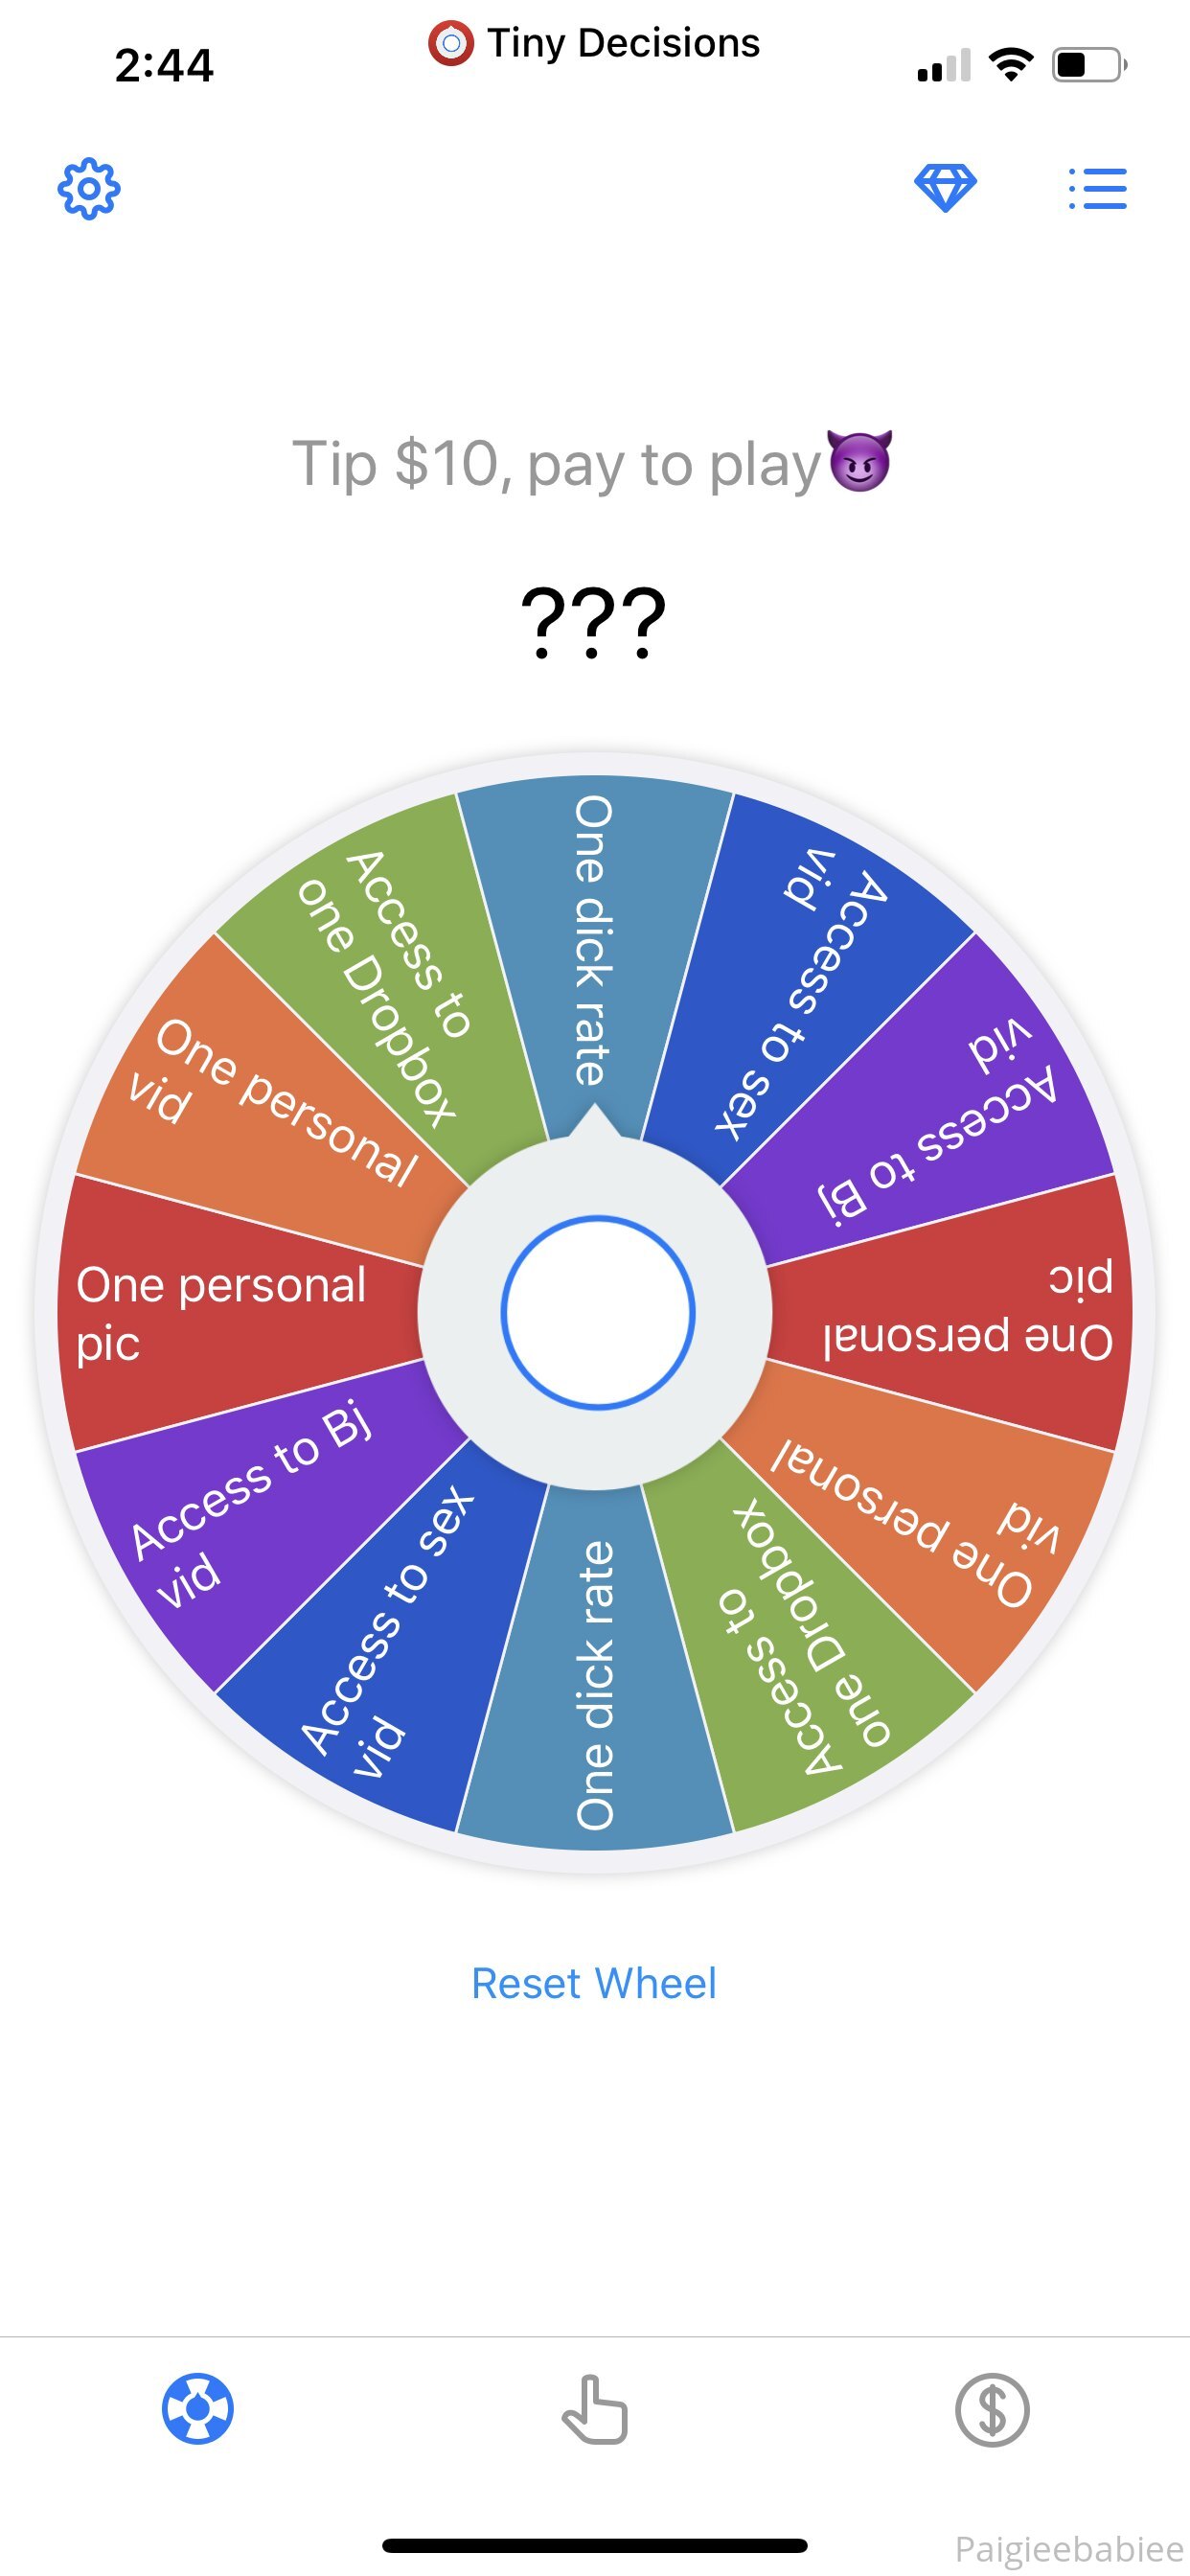 2:44
Tiny Decisions
Tip $10, pay to play😈
???
One dick rate
Access to sex
vid
Access to Bj
vid
One personal
pic
One personal
vid
Access to
one Dropbox
One dick rate
Access to sex
vid
Access to Bj
vid
One personal
pic
One personal
vid
Access to
one Dropbox
Reset Wheel
Paigieebabiee